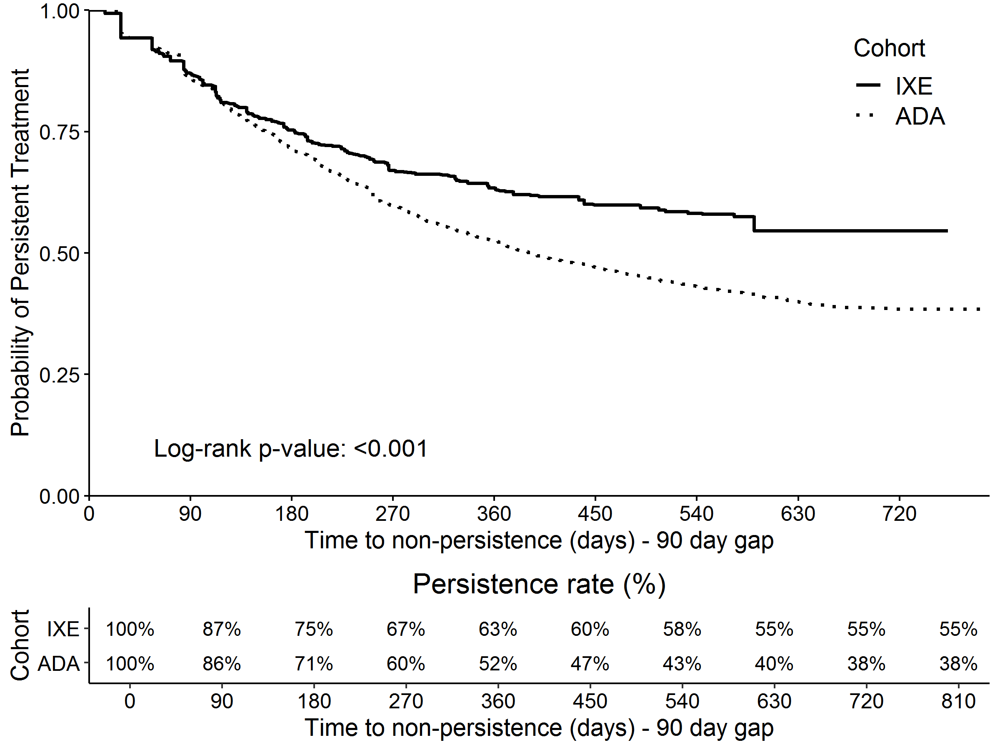 1.00
0.75
0.50
0.25
0.00
Probability of Persistent Treatment
Cohort
IXE
ADA
Log-rank p-value: <0.001
0 90 180 270 360 450 540 630 720
Time to non-persistence (days) - 90 day gap
Persistence rate (%)
Cohort
IXE 100% 87% 75% 67% 63% 60% 58% 55% 55% 55%
ADA 100% 86% 71% 60% 52% 47% 43% 40% 38% 38%
0 90 180 270 360 450 540 630 720 810
Time to non-persistence (days) - 90 day gap